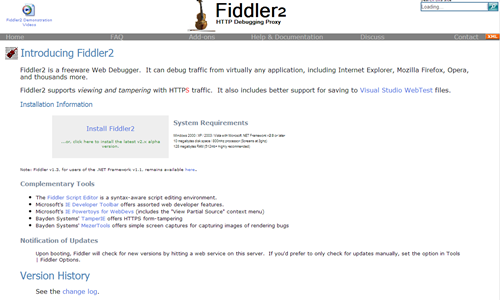 Fiddler2
HTTP Debugging Proxy
Fiddler2 Demonstration
Videos
Loading...
Home FAQ Add-ons Help & Documentation Discuss Contact XML
Introducing Fiddler2
Fiddler2 is a freeware Web Debugger. It can debug traffic from virtually any application, including Internet Explorer, Mozilla Firefox, Opera,
and thousands more.
Fiddler2 supports viewing and tampering with HTTPS traffic. It also includes better support for saving to Visual Studio WebTest files.
Installation Information
Install Fiddler2
...or, click here to install the latest v2.x alpha
version.
System Requirements
Windows 2000 / XP / 2003 / Vista with Microsoft .NET Framework v2.0 or later
10 megabytes disk space
128 megabytes RAM (512MB+ highly recommended)
Note: Fiddler v1.3, for users of the .NET Framework v1.1, remains available here.
Complementary Tools
The Fiddler Script Editor is a syntax-aware script editing environment.
Microsoft's IE Developer Toolbar offers assorted web developer features.
Microsoft's IE Powertoys for WebDevs (includes the "View Partial Source" context menu)
Bayden Systems' TamperIE offers HTTPS form-tampering
Bayden Systems' MezerTools offers simple screen captures for capturing images of rendering bugs
Notification of Updates
Upon booting, Fiddler will check for new versions by hitting a web service on this server. If you'd prefer to only check for updates manually, set the option in Tools
| Fiddler Options.
Version History
See the change log.